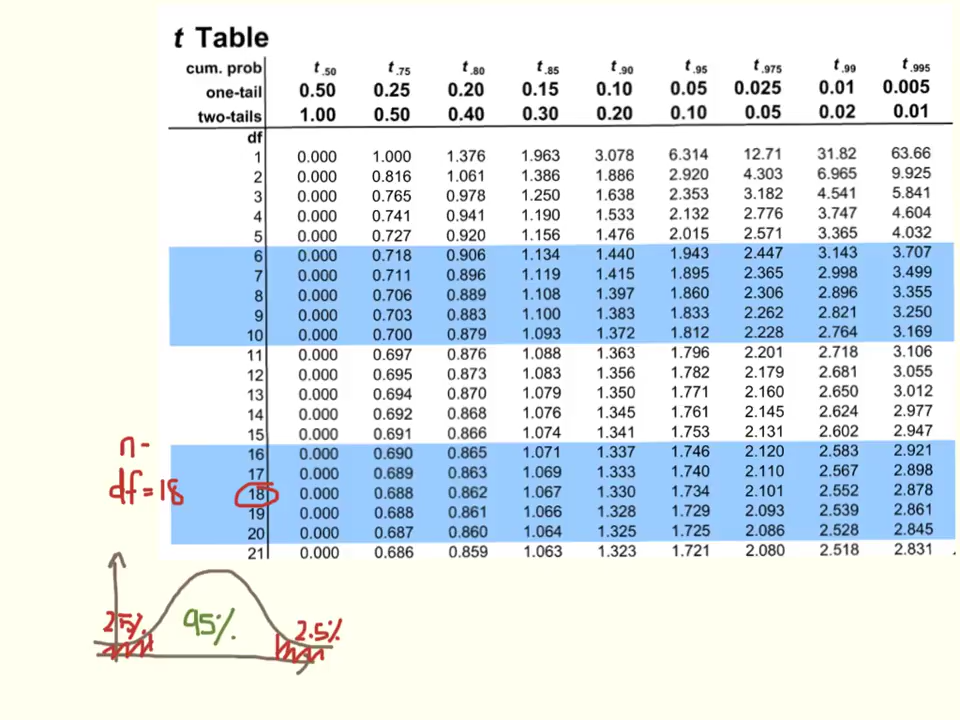 t Table
cum. prob t.50 t.75 t.80 t.85 t.90 t.95 t.975 t.99 t.995
one-tail 0.50 0.25 0.20 0.15 0.10 0.05 0.025 0.01 0.005
two-tails 1.00 0.50 0.40 0.30 0.20 0.10 0.05 0.02 0.01
df
1 0.000 1.000 1.376 1.963 3.078 6.314 12.71 31.82 63.66
2 0.000 0.816 1.061 1.386 1.886 2.920 4.303 6.965 9.925
3 0.000 0.765 0.978 1.250 1.638 2.353 3.182 4.541 5.841
4 0.000 0.741 0.941 1.190 1.533 2.132 2.776 3.747 4.604
5 0.000 0.727 0.920 1.156 1.476 2.015 2.571 3.365 4.032
6 0.000 0.718 0.906 1.134 1.440 1.943 2.447 3.143 3.707
7 0.000 0.711 0.896 1.119 1.415 1.895 2.365 2.998 3.499
8 0.000 0.706 0.889 1.108 1.397 1.860 2.306 2.896 3.355
9 0.000 0.703 0.883 1.100 1.383 1.833 2.262 2.821 3.250
10 0.000 0.700 0.879 1.093 1.372 1.812 2.228 2.764 3.169
11 0.000 0.697 0.876 1.088 1.363 1.796 2.201 2.718 3.106
12 0.000 0.695 0.873 1.083 1.356 1.782 2.179 2.681 3.055
13 0.000 0.694 0.870 1.079 1.350 1.771 2.160 2.650 3.012
14 0.000 0.692 0.868 1.076 1.345 1.761 2.145 2.624 2.977
15 0.000 0.691 0.866 1.074 1.341 1.753 2.131 2.602 2.947
n - 16 0.000 0.690 0.865 1.071 1.337 1.746 2.120 2.583 2.921
17 0.000 0.689 0.863 1.069 1.333 1.740 2.110 2.567 2.898
df = 18 18 0.000 0.688 0.862 1.067 1.330 1.734 2.101 2.552 2.878
19 0.000 0.688 0.861 1.066 1.328 1.729 2.093 2.539 2.861
20 0.000 0.687 0.860 1.064 1.325 1.725 2.086 2.528 2.845
21 0.000 0.686 0.859 1.063 1.323 1.721 2.080 2.518 2.831
2.5% 95% 2.5%